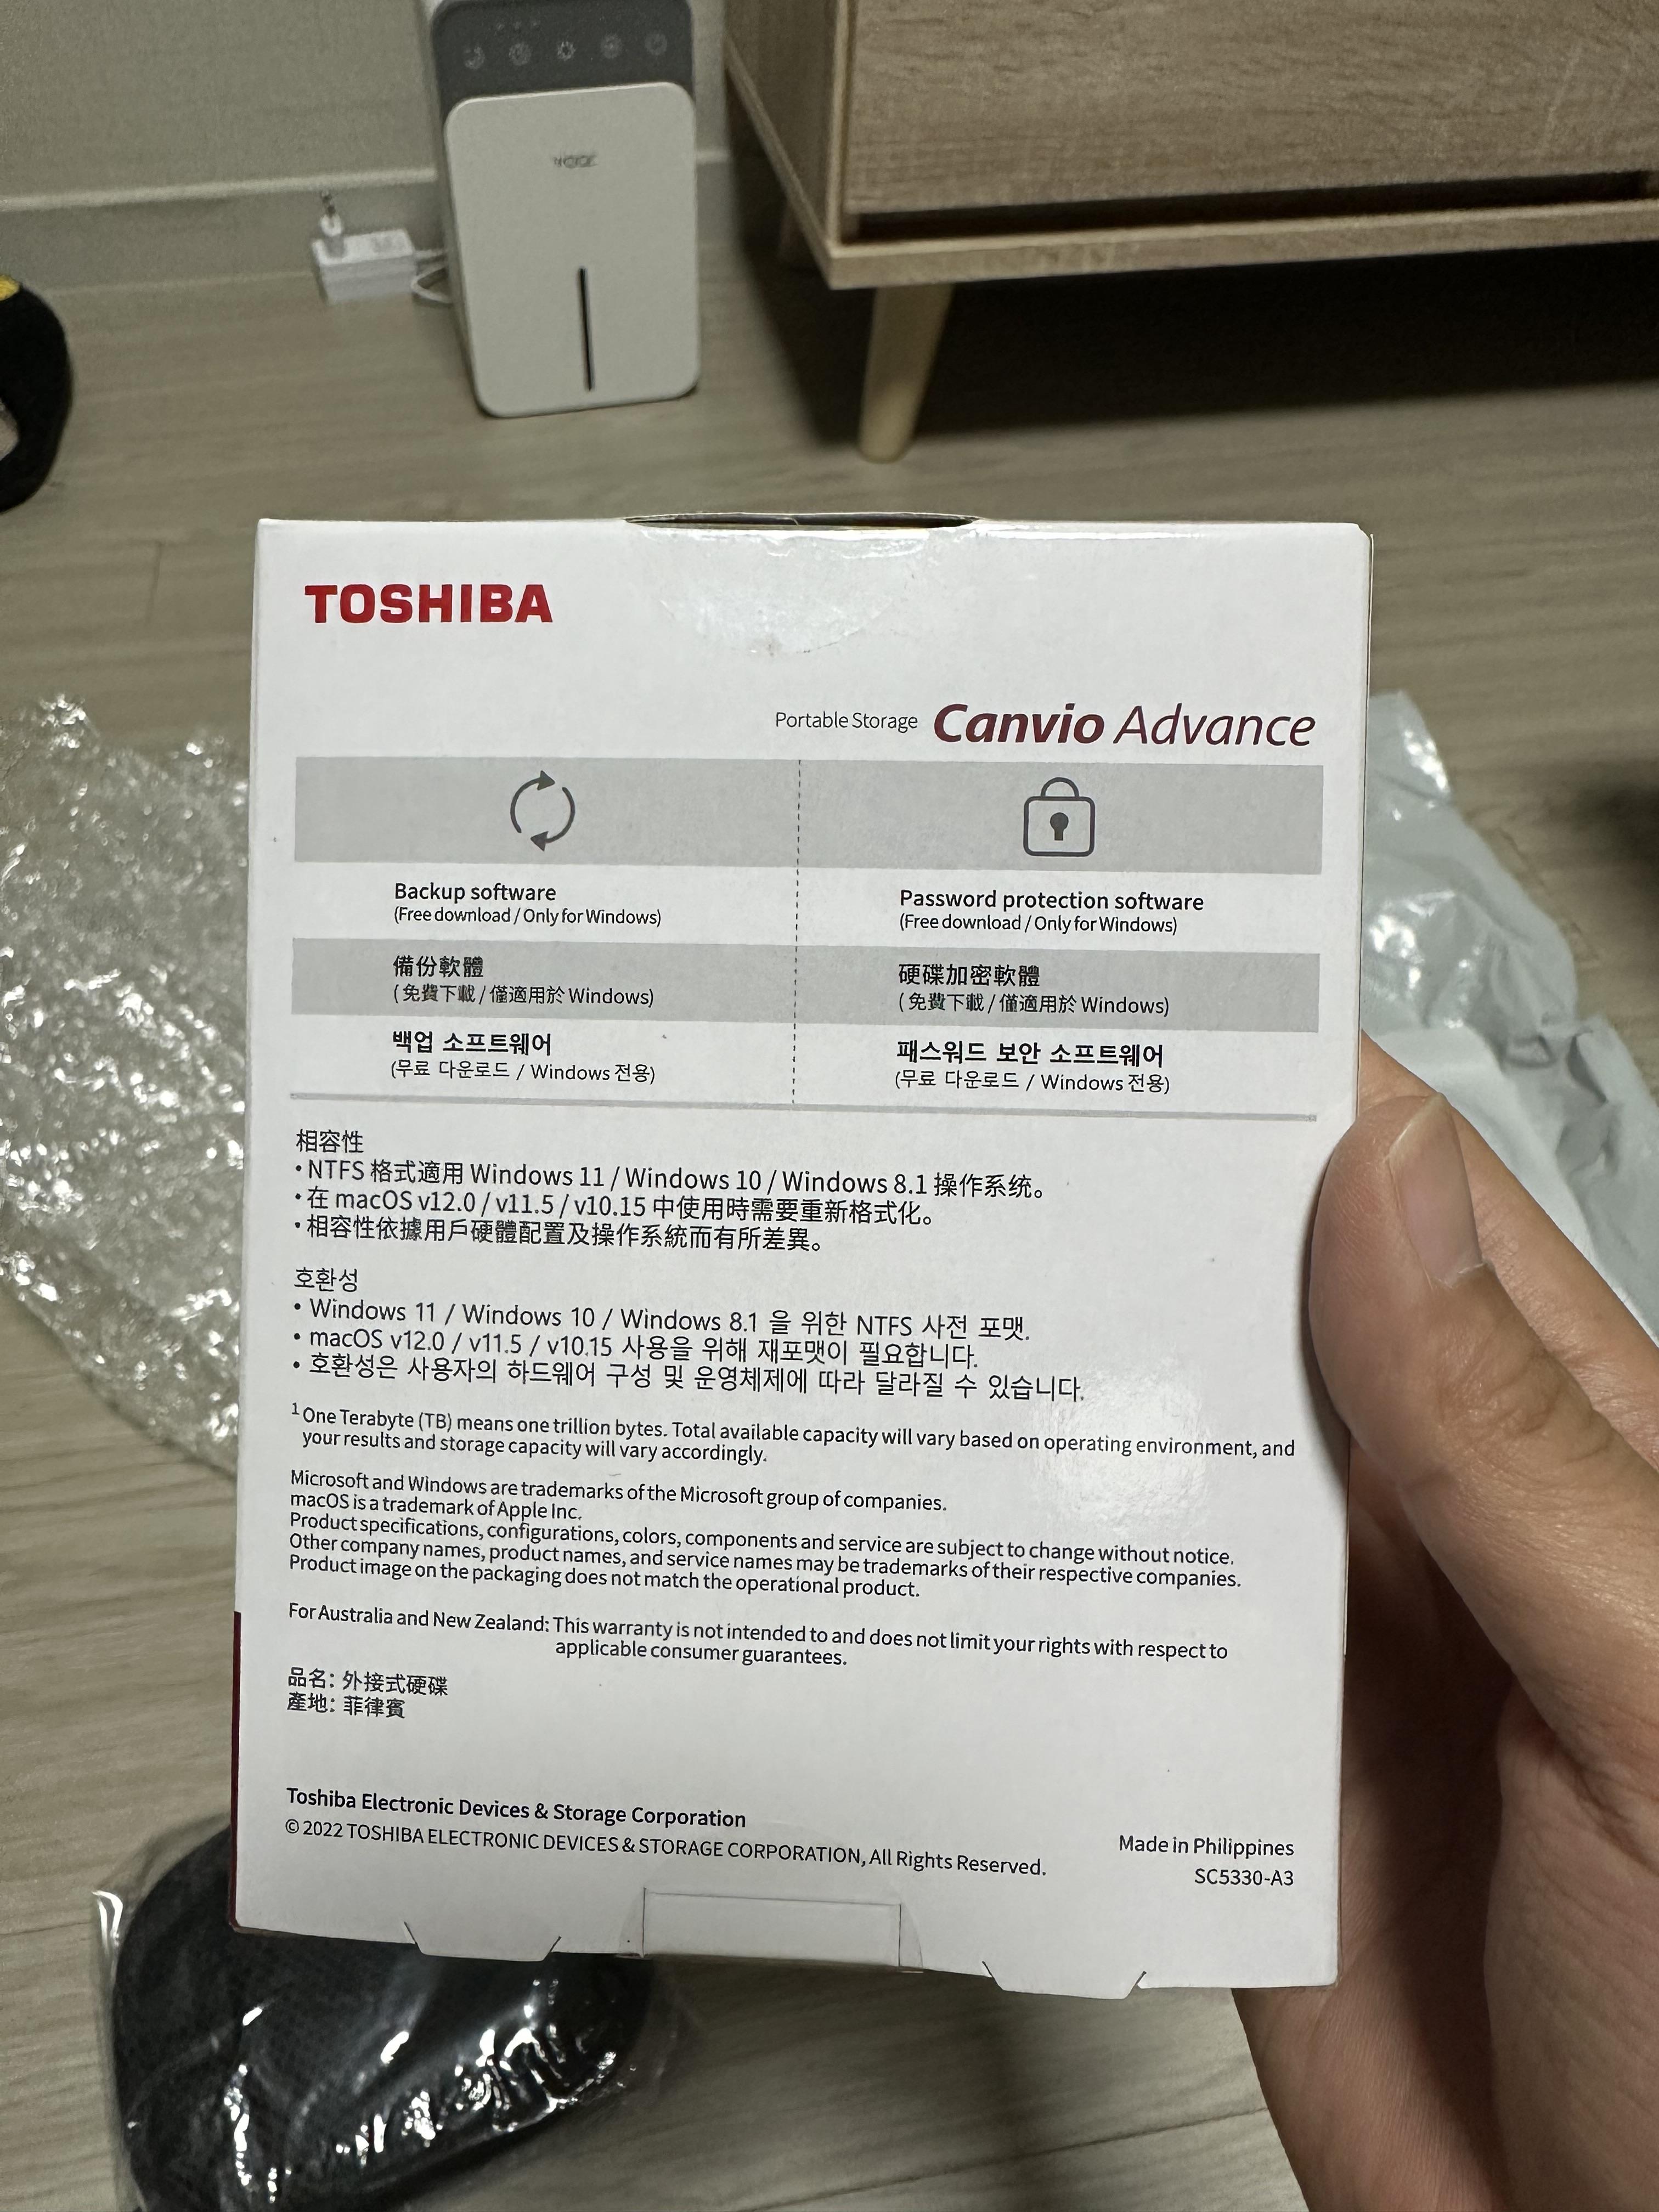 TOSHIBA
Portable Storage Canvio Advance
Backup software
(Free download / Only for Windows)
Password protection software
(Free download / Only for Windows)
備份軟體
(免費下載 / 僅適用於 Windows)
硬碟加密軟體
(免費下載 / 僅適用於 Windows)
백업 소프트웨어
(무료 다운로드 / Windows 전용)
패스워드 보안 소프트웨어
(무료 다운로드 / Windows 전용)
相容性
•NTFS 格式適用 Windows 11 / Windows 10 / Windows 8.1 操作系統。
•在 macOS v12.0 / v11.5 / v10.15 中使用時需要重新格式化。
•相容性依據用戶硬體配置及操作系統而有所差異。
호환성
• Windows 11 / Windows 10 / Windows 8.1 을 위한 NTFS 사전 포맷.
• macOS v12.0 / v11.5 / v10.15 사용을 위해 재포맷이 필요합니다.
• 호환성은 사용자의 하드웨어 구성 및 운영체제에 따라 달라질 수 있습니다.
1 One Terabyte (TB) means one trillion bytes. Total available capacity will vary based on operating environment, and
your results and storage capacity will vary accordingly.
Microsoft and Windows are trademarks of the Microsoft group of companies.
macOS is a trademark of Apple Inc.
Product specifications, configurations, colors, components and service are subject to change without notice.
Other company names, product names, and service names may be trademarks of their respective companies.
Product image on the packaging does not match the operational product.
For Australia and New Zealand: This warranty is not intended to and does not limit your rights with respect to
applicable consumer guarantees.
品名: 外接式硬碟
產地: 菲律賓
Toshiba Electronic Devices & Storage Corporation
© 2022 TOSHIBA ELECTRONIC DEVICES & STORAGE CORPORATION, All Rights Reserved.
Made in Philippines
SC5330-A3